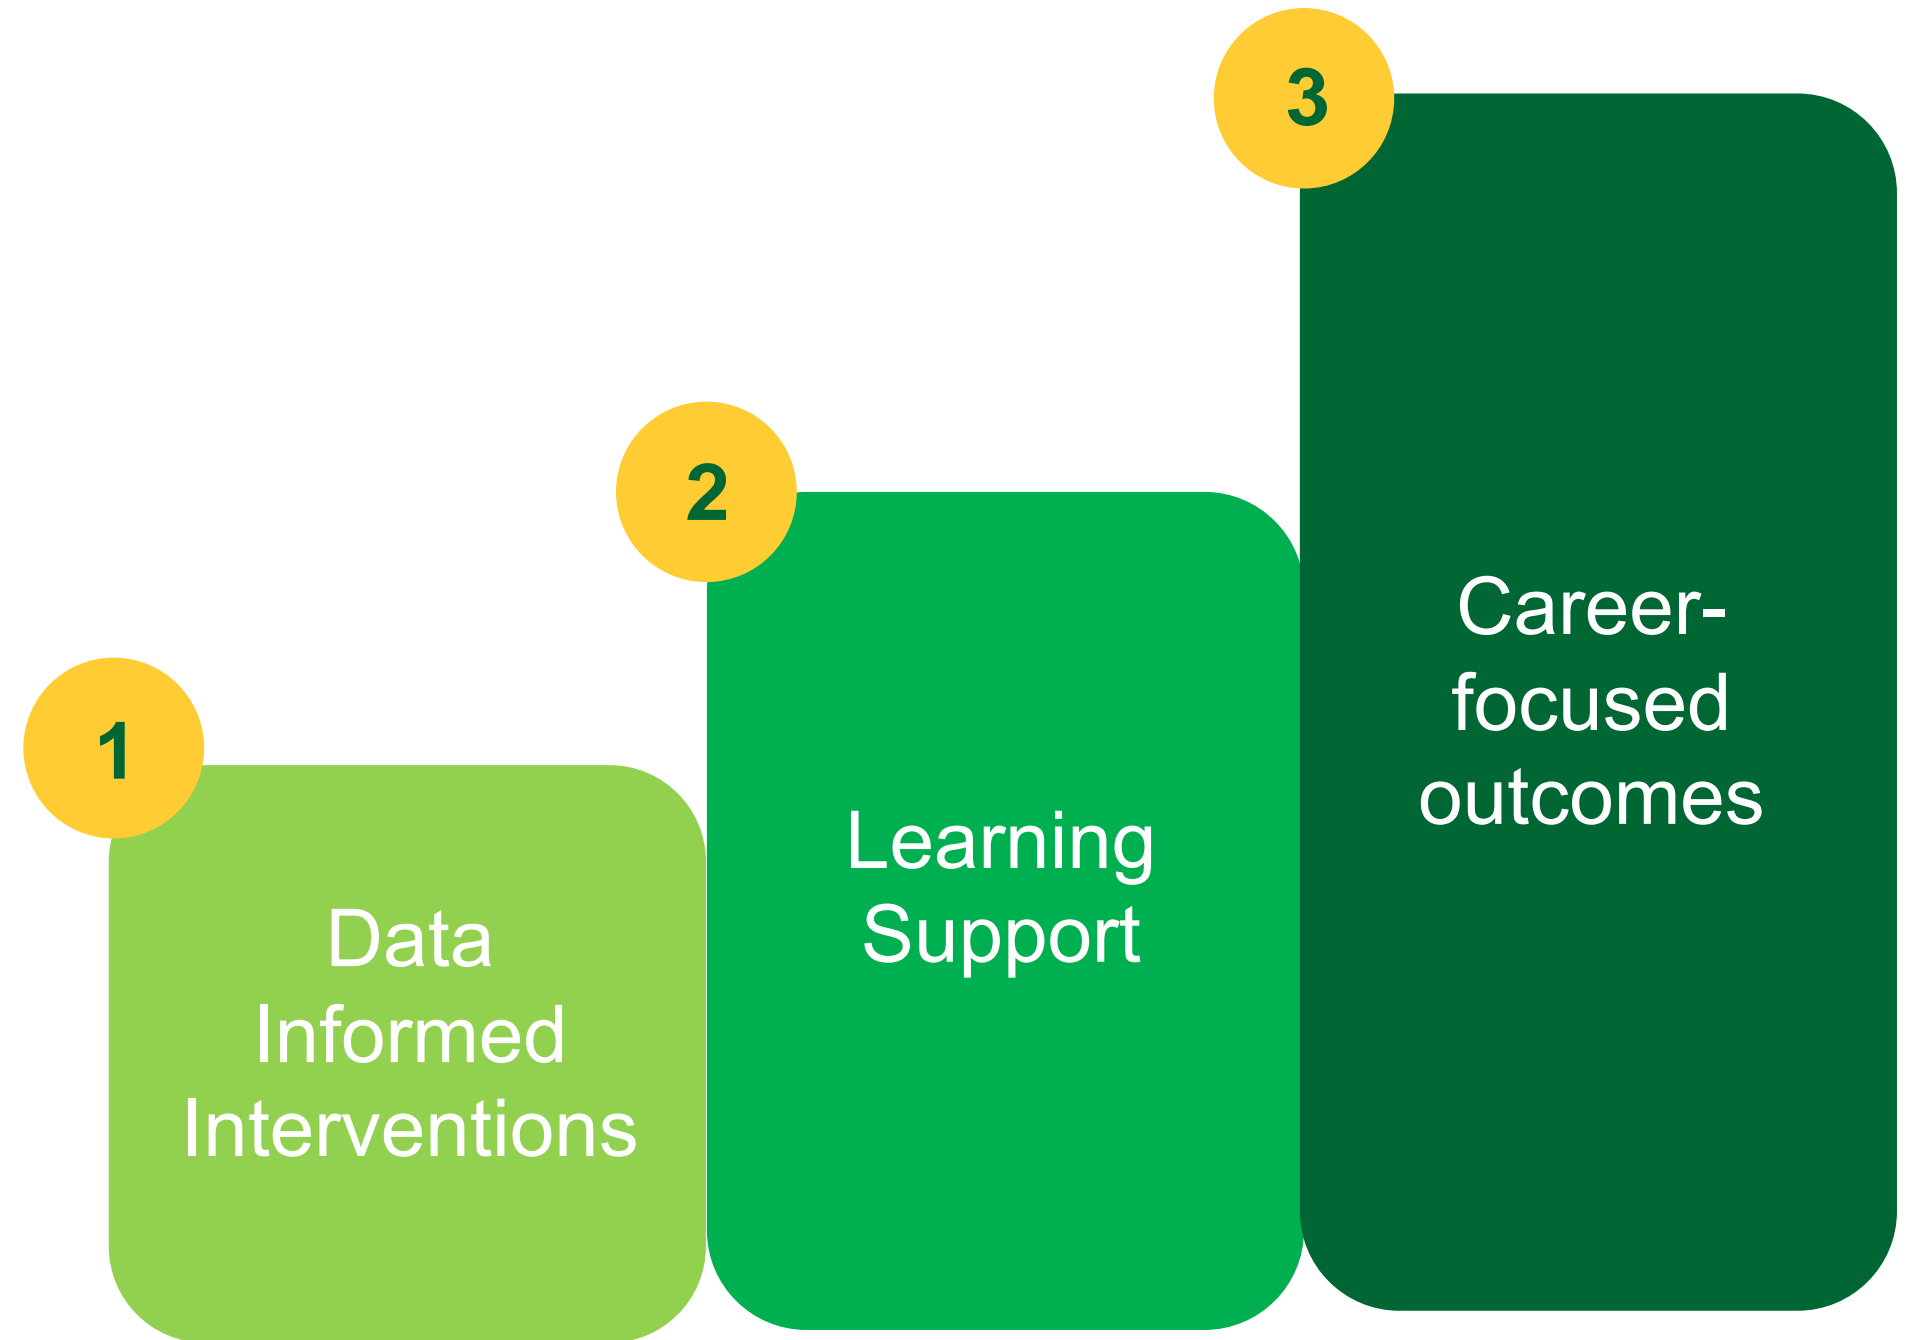 1
Data
Informed
Interventions
2
Learning
Support
3
Career-
focused
outcomes